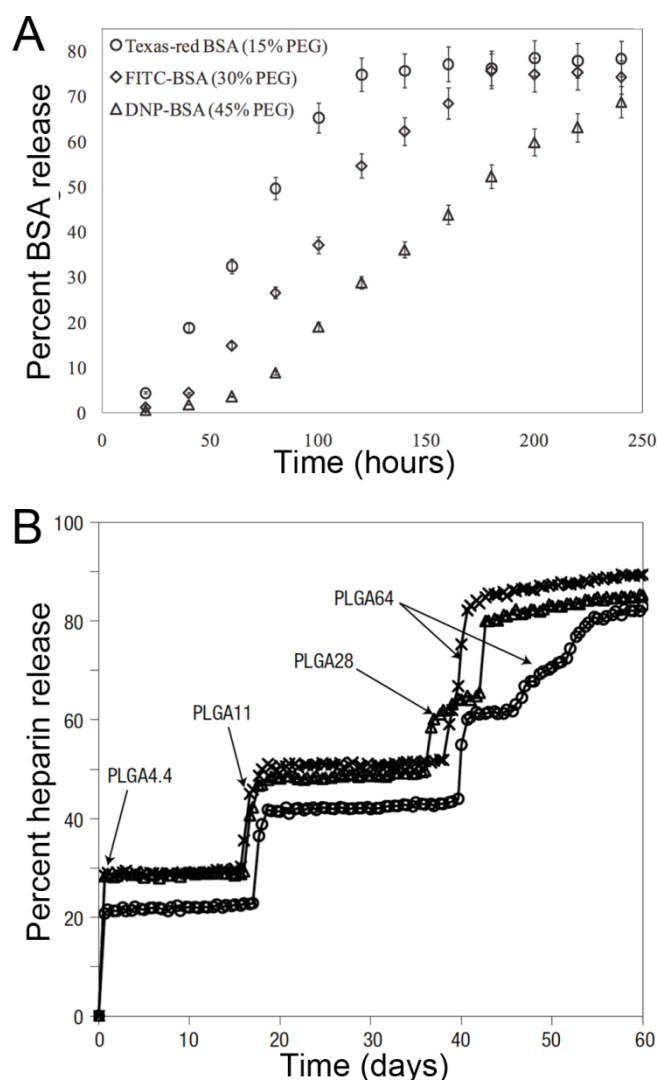 A
Texas-red BSA (15% PEG)
FITC-BSA (30% PEG)
DNP-BSA (45% PEG)
Percent BSA release
80
70
60
50
40
30
20
10
0
0 50 100 150 200 250
Time (hours)
B
Percent heparin release
100
80
60
40
20
0
PLGA64
PLGA28
PLGA11
PLGA4.4
0 10 20 30 40 50 60
Time (days)